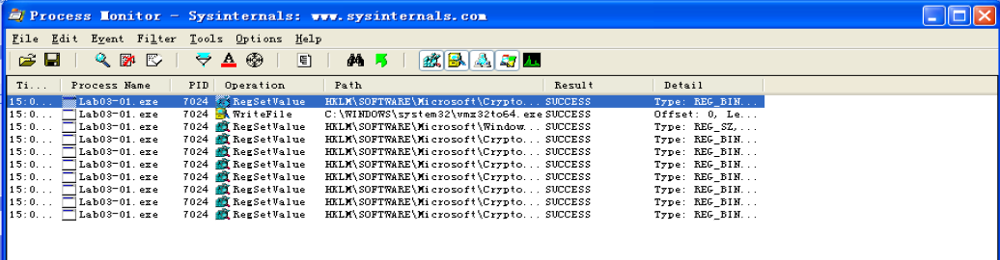 Process Monitor - Sysinternals: www.sysinternals.com
File Edit Event Filter Tools Options Help
Ti... Process Name PID Operation Path Result Detail
15:0... Lab03-01.exe 7024 RegSetValue HKLM\SOFTWARE\Microsoft\Crypto... SUCCESS Type: REG_BIN...
15:0... Lab03-01.exe 7024 WriteFile C:\WINDOWS\system32\vmx32to64.exe SUCCESS Offset: 0, Le...
15:0... Lab03-01.exe 7024 RegSetValue HKLM\SOFTWARE\Microsoft\Window... SUCCESS Type: REG_SZ,...
15:0... Lab03-01.exe 7024 RegSetValue HKLM\SOFTWARE\Microsoft\Crypto... SUCCESS Type: REG_BIN...
15:0... Lab03-01.exe 7024 RegSetValue HKLM\SOFTWARE\Microsoft\Crypto... SUCCESS Type: REG_BIN...
15:0... Lab03-01.exe 7024 RegSetValue HKLM\SOFTWARE\Microsoft\Crypto... SUCCESS Type: REG_BIN...
15:0... Lab03-01.exe 7024 RegSetValue HKLM\SOFTWARE\Microsoft\Crypto... SUCCESS Type: REG_BIN...
15:0... Lab03-01.exe 7024 RegSetValue HKLM\SOFTWARE\Microsoft\Crypto... SUCCESS Type: REG_BIN...
15:0... Lab03-01.exe 7024 RegSetValue HKLM\SOFTWARE\Microsoft\Crypto... SUCCESS Type: REG_BIN...
15:0... Lab03-01.exe 7024 RegSetValue HKLM\SOFTWARE\Microsoft\Crypto... SUCCESS Type: REG_BIN...